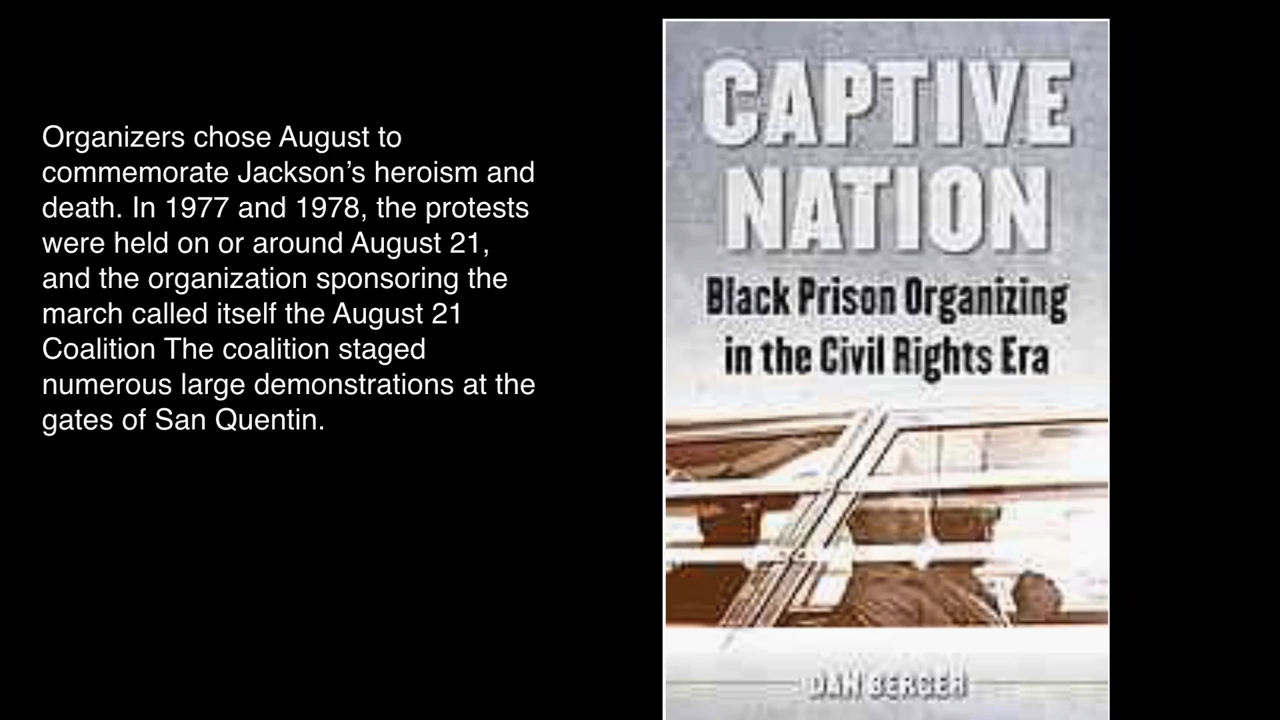 Organizers chose August to
commemorate Jackson’s heroism and
death. In 1977 and 1978, the protests
were held on or around August 21,
and the organization sponsoring the
march called itself the August 21
Coalition The coalition staged
numerous large demonstrations at the
gates of San Quentin.
CAPTIVE
NATION
Black Prison Organizing
in the Civil Rights Era
DAN BERGER